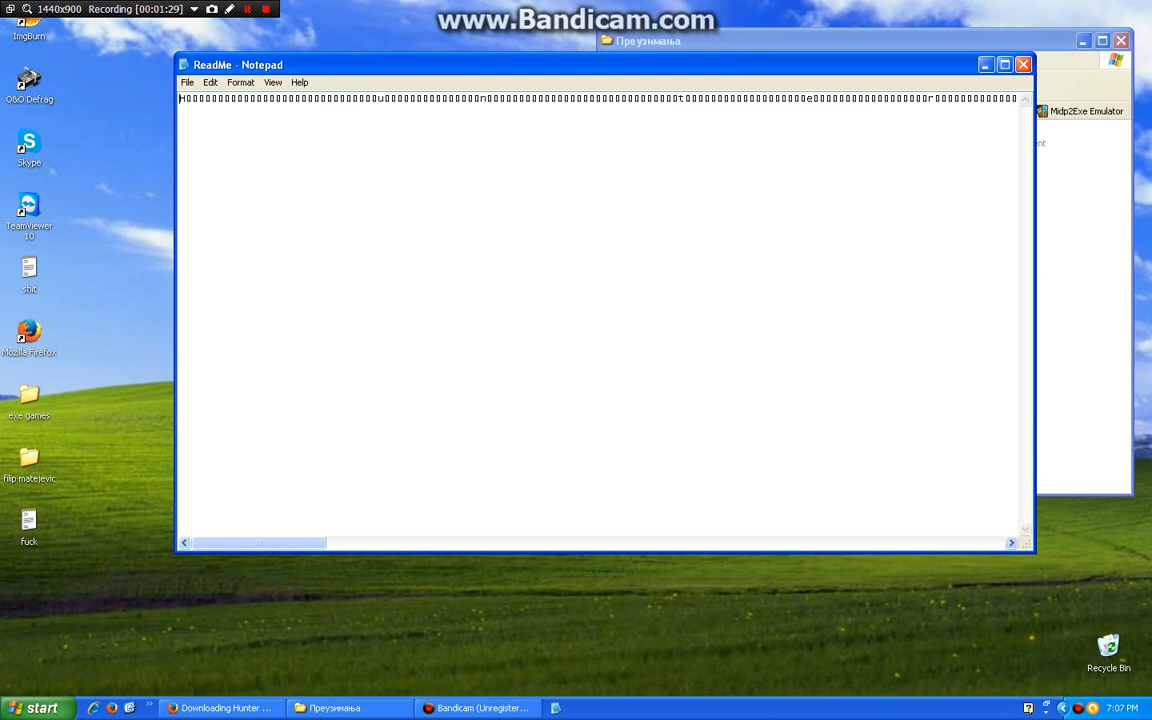 1440x900 Recording [00:01:29]
www.Bandicam.com
ImgBurn
Преузимања
ReadMe - Notepad
File Edit Format View Help
O&O Defrag
Midp2Exe Emulator
Skype
TeamViewer
10
shit
Mozilla Firefox
exe games
filip matejevic
fuck
Recycle Bin
start
Downloading Hunter ...
Преузимања
Bandicam (Unregister...
7:07 PM